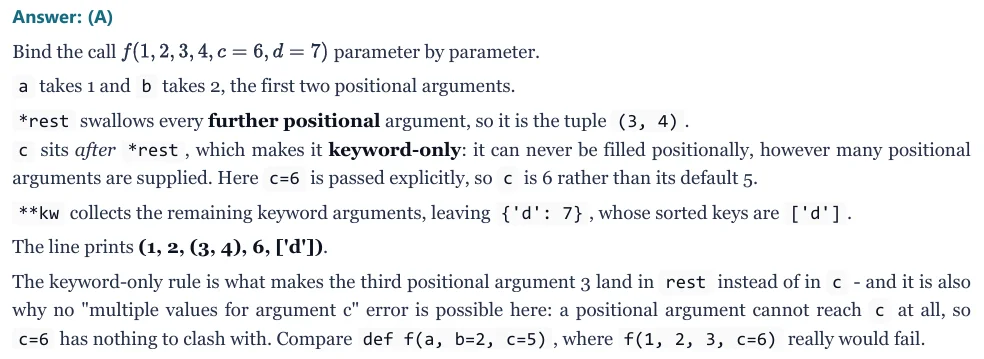 Answer: (A)
Bind the call f(1, 2, 3, 4, c = 6, d = 7) parameter by parameter.
a takes 1 and b takes 2, the first two positional arguments.
*rest swallows every further positional argument, so it is the tuple (3, 4) .
c sits after *rest , which makes it keyword-only: it can never be filled positionally, however many positional
arguments are supplied. Here c=6 is passed explicitly, so c is 6 rather than its default 5.
**kw collects the remaining keyword arguments, leaving {'d': 7} , whose sorted keys are ['d'] .
The line prints (1, 2, (3, 4), 6, ['d']).
The keyword-only rule is what makes the third positional argument 3 land in rest instead of in c - and it is also
why no "multiple values for argument c" error is possible here: a positional argument cannot reach c at all, so
c=6 has nothing to clash with. Compare def f(a, b=2, c=5) , where f(1, 2, 3, c=6) really would fail.